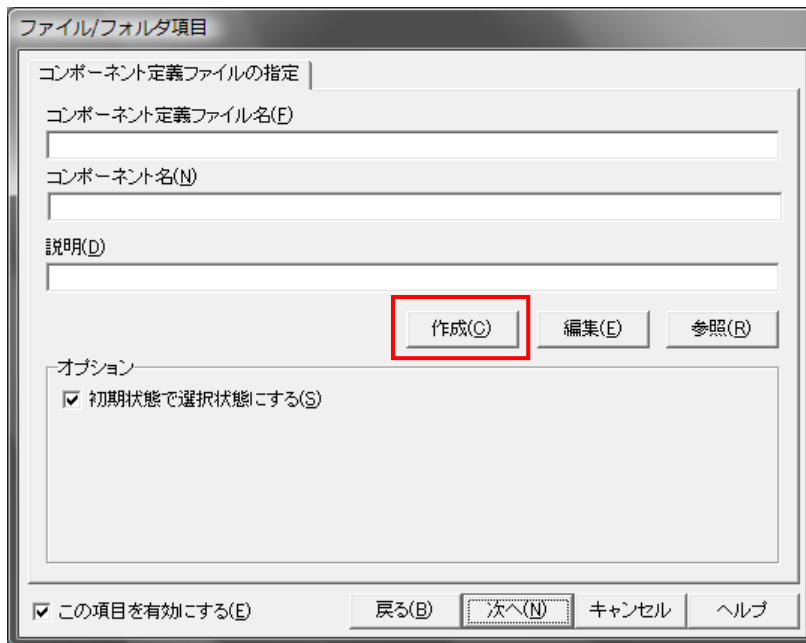 ファイル/フォルダ項目
コンポーネント定義ファイルの指定
コンポーネント定義ファイル名(F)
コンポーネント名(N)
説明(D)
作成(C) 編集(E) 参照(R)
オプション
初期状態で選択状態にする(S)
この項目を有効にする(E) 戻る(B) 次へ(N) キャンセル ヘルプ